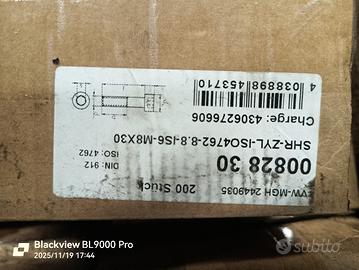 VW-MGH 2449035
200 Stück
00828 30
DIN: 912
ISO: 4762
SHR-ZYL-ISO4762-8.8-IS6-M8X30
Charge: 4306276606
4 038898 453710
Blackview BL9000 Pro
2025/11/19 17:44
subito